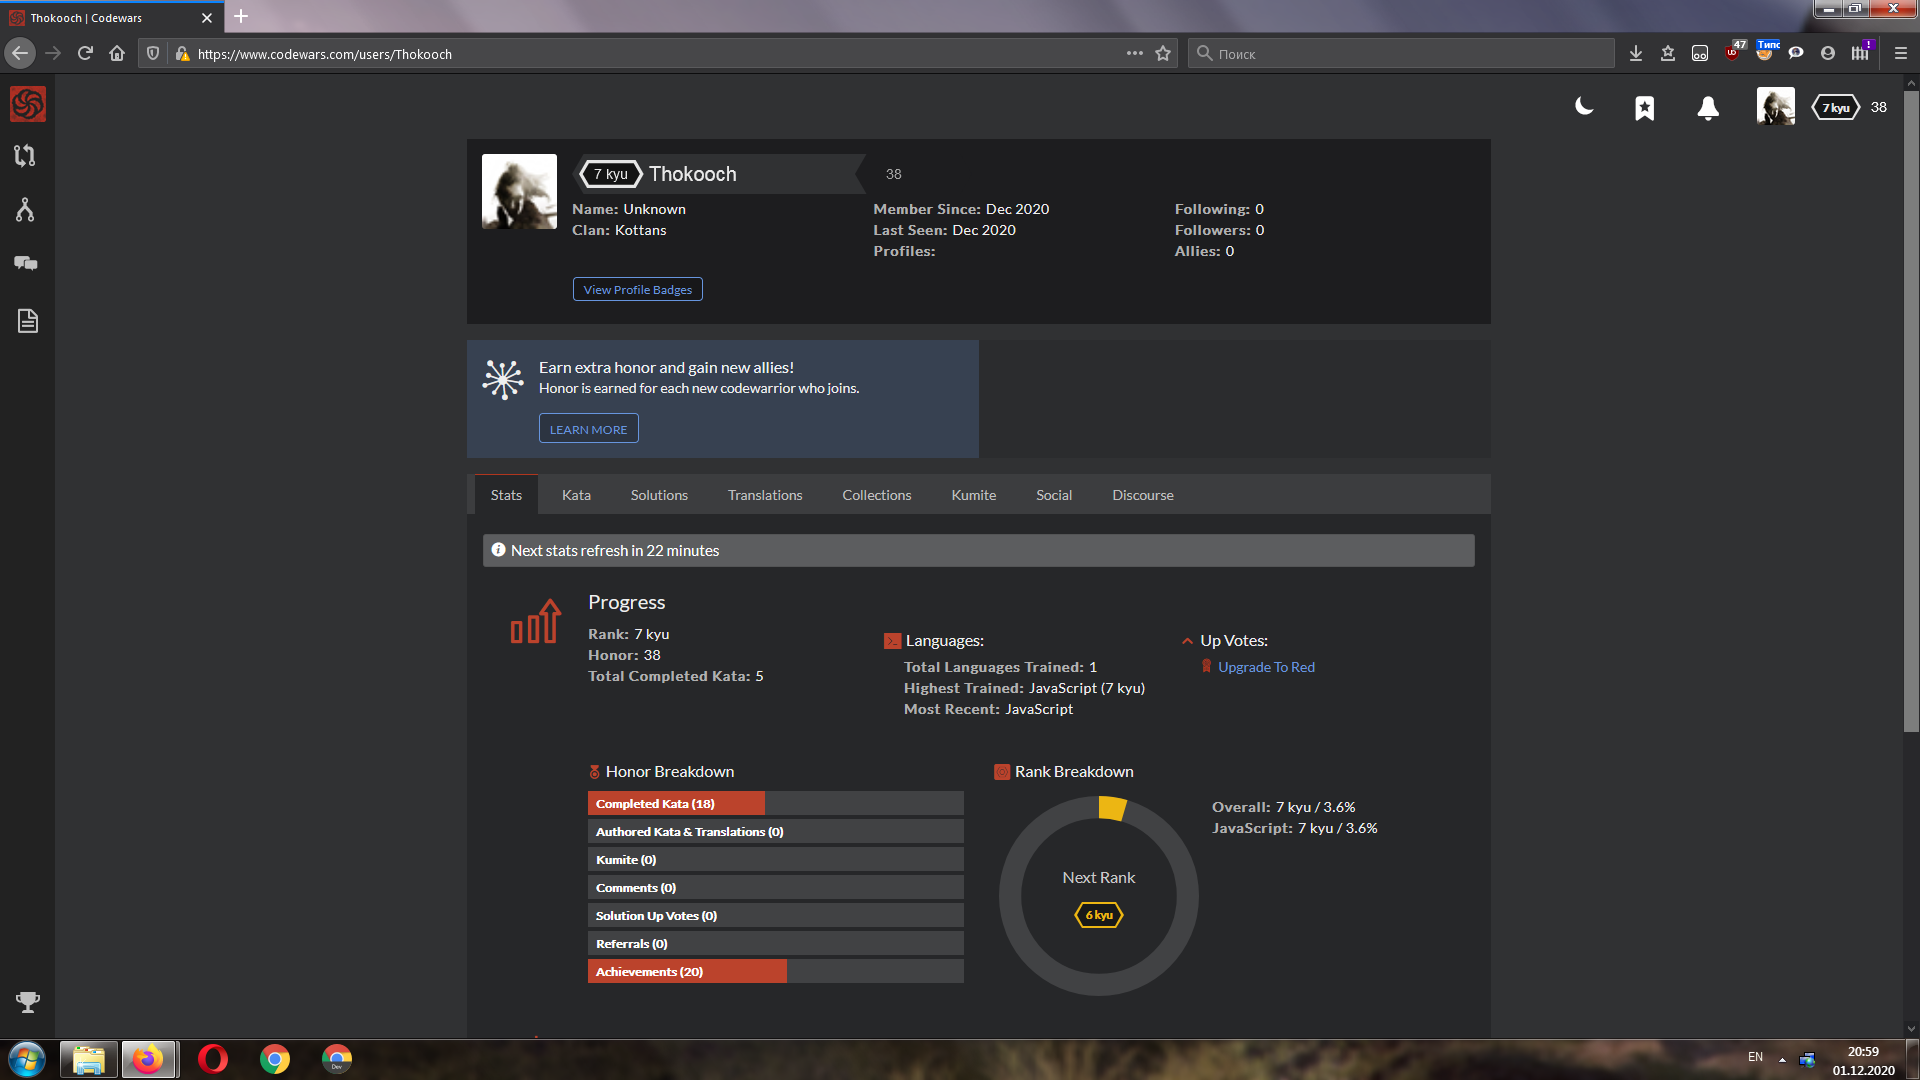 Thokooch | Codewars
https://www.codewars.com/users/Thokooch
Поиск
47
Типс
!
7 kyu
38
7 kyu
Thokooch
38
Name: Unknown
Member Since: Dec 2020
Following: 0
Clan: Kottans
Last Seen: Dec 2020
Followers: 0
Profiles:
Allies: 0
View Profile Badges
Earn extra honor and gain new allies!
Honor is earned for each new codewarrior who joins.
LEARN MORE
Stats
Kata
Solutions
Translations
Collections
Kumite
Social
Discourse
Next stats refresh in 22 minutes
Progress
Rank: 7 kyu
Honor: 38
Total Completed Kata: 5
Languages:
Total Languages Trained: 1
Highest Trained: JavaScript (7 kyu)
Most Recent: JavaScript
Up Votes:
Upgrade To Red
Honor Breakdown
Completed Kata (18)
Authored Kata & Translations (0)
Kumite (0)
Comments (0)
Solution Up Votes (0)
Referrals (0)
Achievements (20)
Rank Breakdown
Next Rank
6 kyu
Overall: 7 kyu / 3.6%
JavaScript: 7 kyu / 3.6%
Dev
EN
20:59
01.12.2020